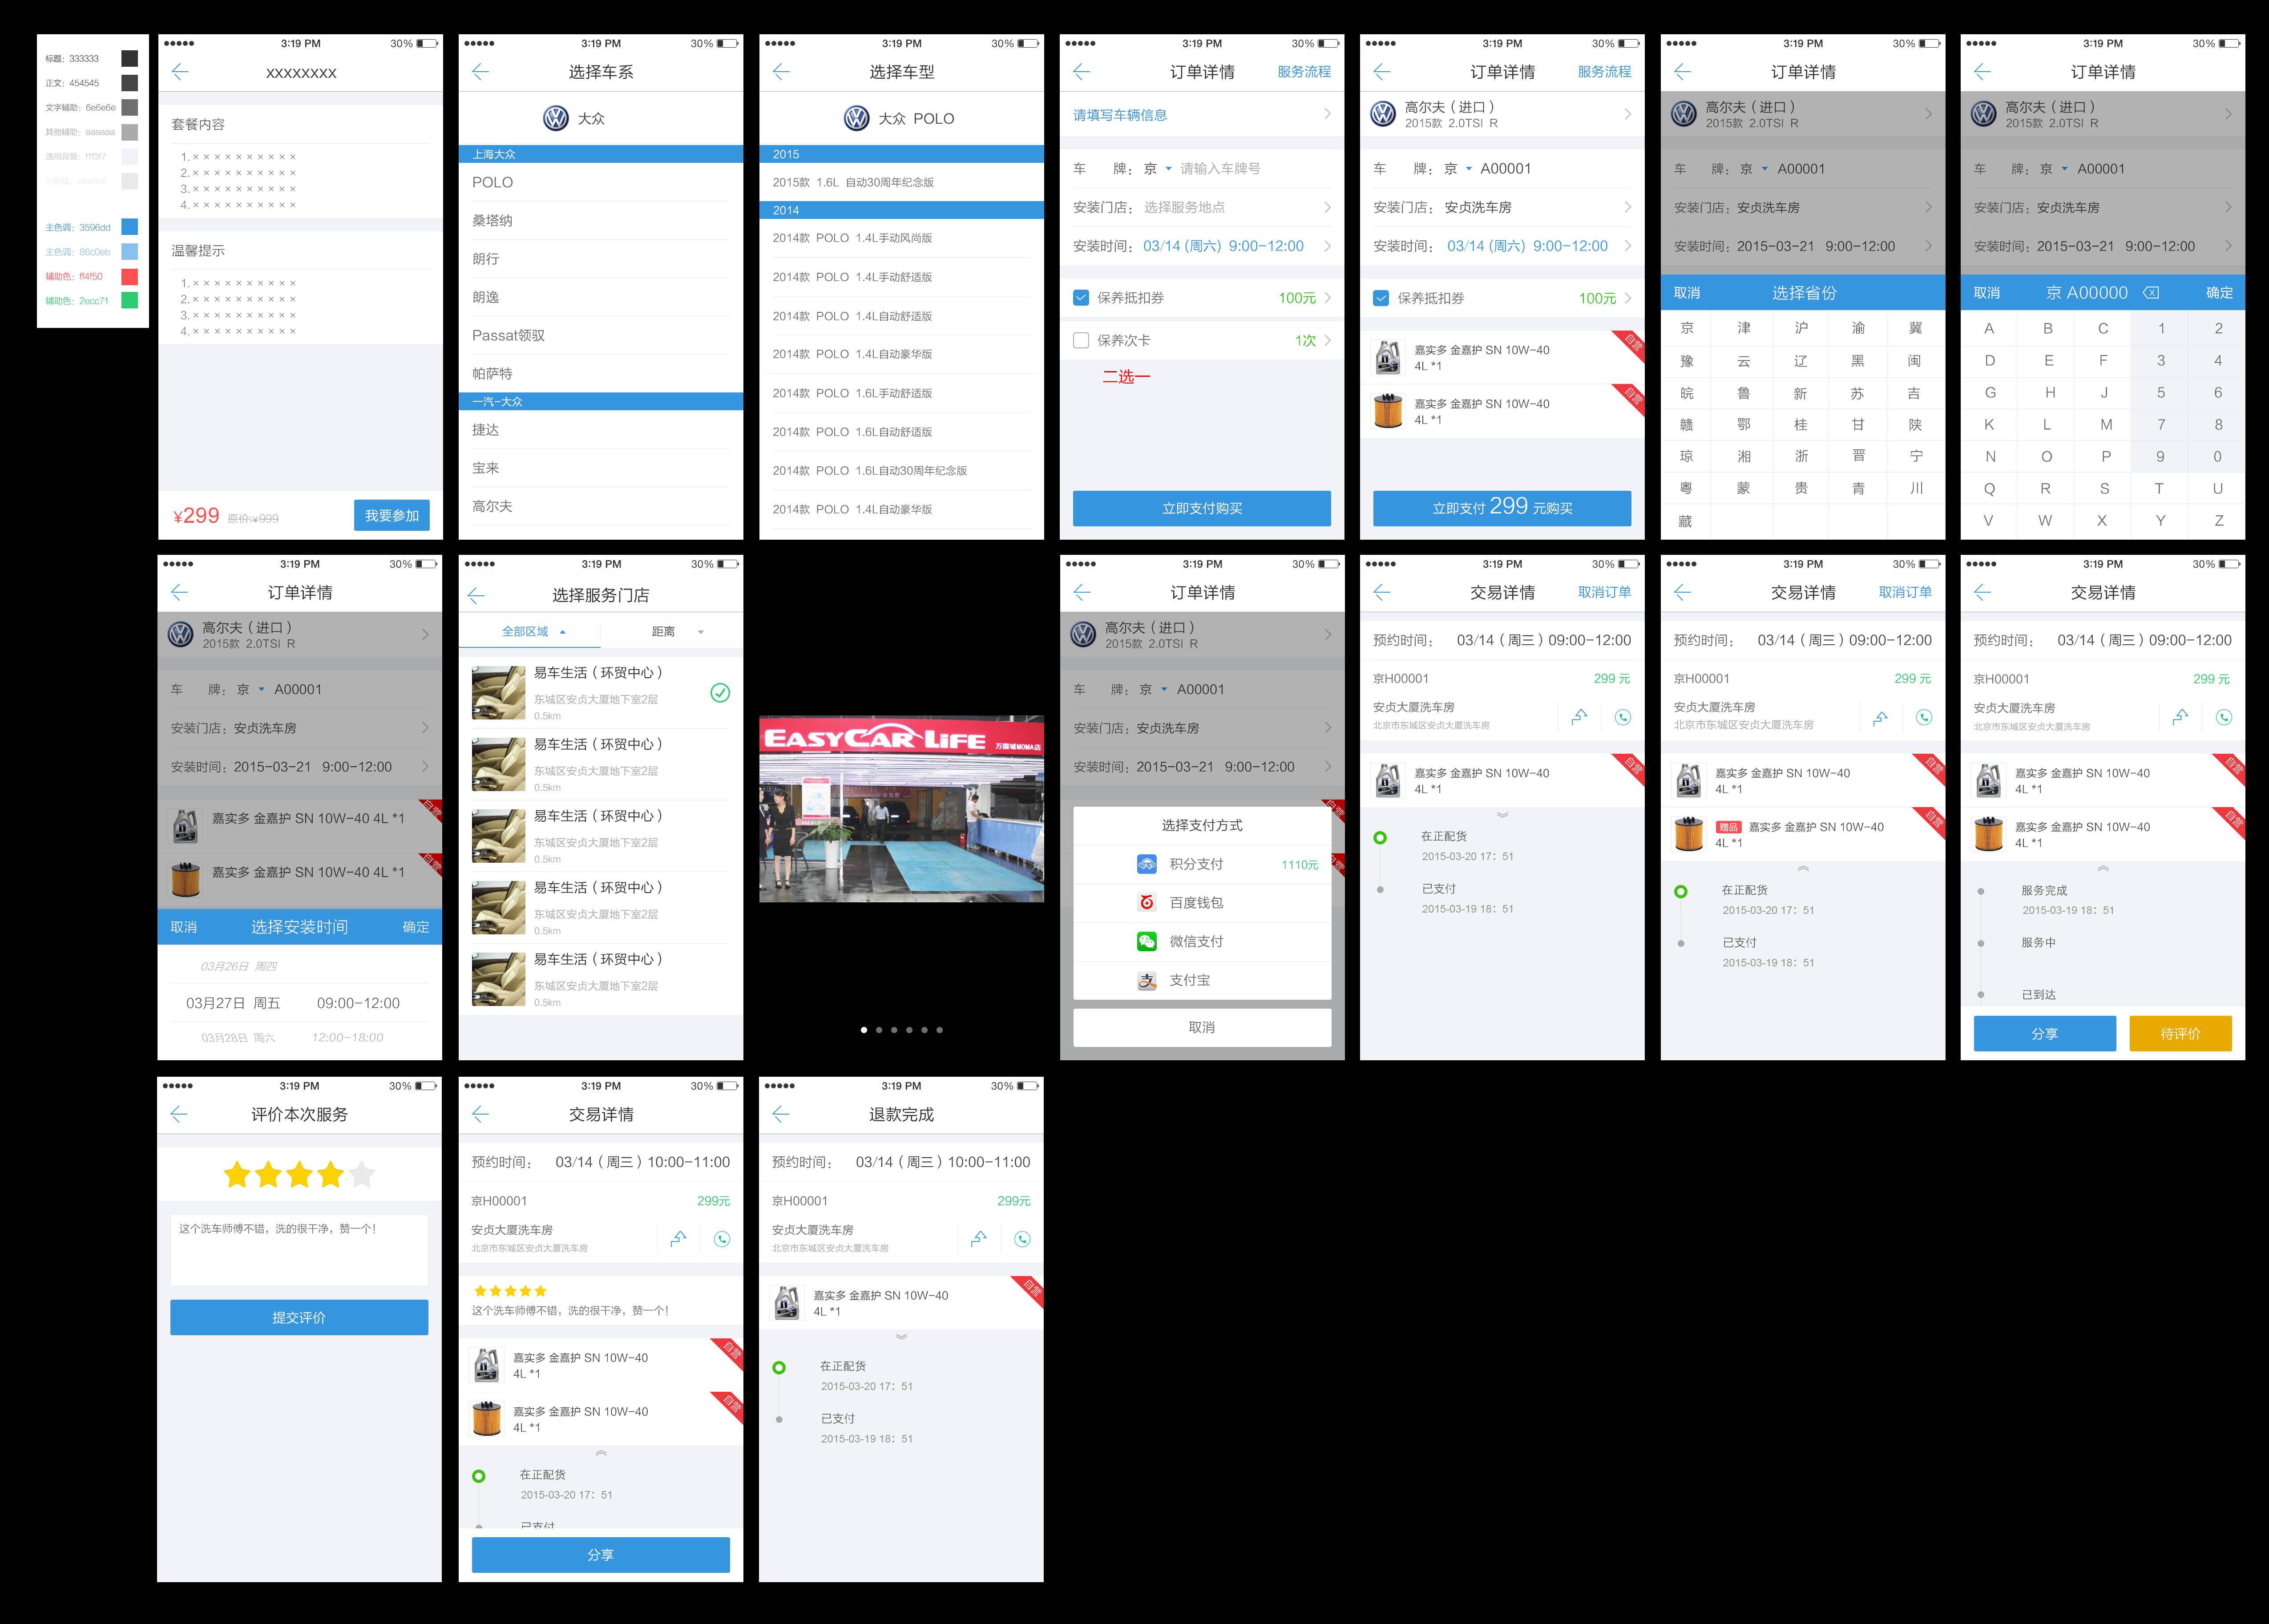 标题：333333
正文：454545
文字辅助：6e6e6e
其他辅助：aaaaaa
通用背景：f1f3f7
分割线：e6e9e9
主色调：3596dd
主色调：86c0eb
辅助色：ff4f50
辅助色：2ecc71
3:19 PM
30%
XXXXXXXX
套餐内容
1.××××××××××
2.××××××××××
3.××××××××××
4.××××××××××
温馨提示
1.××××××××××
2.××××××××××
3.××××××××××
4.××××××××××
¥299 原价:¥999
我要参加
3:19 PM
30%
选择车系
大众
上海大众
POLO
桑塔纳
朗行
朗逸
Passat领驭
帕萨特
一汽-大众
捷达
宝来
高尔夫
3:19 PM
30%
选择车型
大众 POLO
2015
2015款 1.6L 自动30周年纪念版
2014
2014款 POLO 1.4L手动风尚版
2014款 POLO 1.4L手动舒适版
2014款 POLO 1.4L自动舒适版
2014款 POLO 1.4L自动豪华版
2014款 POLO 1.6L手动舒适版
2014款 POLO 1.6L自动舒适版
2014款 POLO 1.6L自动30周年纪念版
2014款 POLO 1.4L自动豪华版
3:19 PM
30%
订单详情
服务流程
请填写车辆信息
车 牌： 京 请输入车牌号
安装门店： 选择服务地点
安装时间： 03/14 (周六) 9:00-12:00
保养抵扣券 100元
保养次卡 1次
二选一
立即支付购买
3:19 PM
30%
订单详情
服务流程
高尔夫（进口）
2015款 2.0TSI R
车 牌： 京 A00001
安装门店： 安贞洗车房
安装时间： 03/14 (周六) 9:00-12:00
保养抵扣券 100元
嘉实多 金嘉护 SN 10W-40
4L *1
自营
嘉实多 金嘉护 SN 10W-40
4L *1
自营
立即支付 299 元购买
3:19 PM
30%
订单详情
高尔夫（进口）
2015款 2.0TSI R
车 牌： 京 A00001
安装门店：安贞洗车房
安装时间：2015-03-21 9:00-12:00
取消 选择省份
京 津 沪 渝 冀
豫 云 辽 黑 闽
皖 鲁 新 苏 吉
赣 鄂 桂 甘 陕
琼 湘 浙 晋 宁
粤 蒙 贵 青 川
藏
3:19 PM
30%
订单详情
高尔夫（进口）
2015款 2.0TSI R
车 牌： 京 A00001
安装门店：安贞洗车房
安装时间：2015-03-21 9:00-12:00
取消 京 A00000 确定
A B C 1 2
D E F 3 4
G H J 5 6
K L M 7 8
N O P 9 0
Q R S T U
V W X Y Z
3:19 PM
30%
订单详情
高尔夫（进口）
2015款 2.0TSI R
车 牌： 京 A00001
安装门店：安贞洗车房
安装时间：2015-03-21 9:00-12:00
嘉实多 金嘉护 SN 10W-40 4L *1
自营
嘉实多 金嘉护 SN 10W-40 4L *1
自营
取消 选择安装时间 确定
03月26日 周四
03月27日 周五 09:00-12:00
03月28日 周六 12:00-18:00
3:19 PM
30%
选择服务门店
全部区域 距离
易车生活（环贸中心）
东城区安贞大厦地下室2层
0.5km
易车生活（环贸中心）
东城区安贞大厦地下室2层
0.5km
易车生活（环贸中心）
东城区安贞大厦地下室2层
0.5km
易车生活（环贸中心）
东城区安贞大厦地下室2层
0.5km
易车生活（环贸中心）
东城区安贞大厦地下室2层
0.5km
EASYCAR LIFE
万国城MOMA店
3:19 PM
30%
订单详情
高尔夫（进口）
2015款 2.0TSI R
车 牌： 京 A00001
安装门店：安贞洗车房
安装时间：2015-03-21 9:00-12:00
选择支付方式
积分支付 1110元
百度钱包
微信支付
支付宝
取消
3:19 PM
30%
交易详情
取消订单
预约时间： 03/14（周三）09:00-12:00
京H00001 299 元
安贞大厦洗车房
北京市东城区安贞大厦洗车房
嘉实多 金嘉护 SN 10W-40
4L *1
自营
在正配货
2015-03-20 17：51
已支付
2015-03-19 18：51
3:19 PM
30%
交易详情
取消订单
预约时间： 03/14（周三）09:00-12:00
京H00001 299 元
安贞大厦洗车房
北京市东城区安贞大厦洗车房
嘉实多 金嘉护 SN 10W-40
4L *1
自营
赠品 嘉实多 金嘉护 SN 10W-40
4L *1
自营
在正配货
2015-03-20 17：51
已支付
2015-03-19 18：51
3:19 PM
30%
交易详情
预约时间： 03/14（周三）09:00-12:00
京H00001 299 元
安贞大厦洗车房
北京市东城区安贞大厦洗车房
嘉实多 金嘉护 SN 10W-40
4L *1
自营
嘉实多 金嘉护 SN 10W-40
4L *1
自营
服务完成
2015-03-19 18：51
服务中
已到达
分享 待评价
3:19 PM
30%
评价本次服务
这个洗车师傅不错，洗的很干净，赞一个！
提交评价
3:19 PM
30%
交易详情
预约时间： 03/14（周三）10:00-11:00
京H00001 299元
安贞大厦洗车房
北京市东城区安贞大厦洗车房
这个洗车师傅不错，洗的很干净，赞一个！
嘉实多 金嘉护 SN 10W-40
4L *1
自营
嘉实多 金嘉护 SN 10W-40
4L *1
自营
在正配货
2015-03-20 17：51
已支付
分享
3:19 PM
30%
退款完成
预约时间： 03/14（周三）10:00-11:00
京H00001 299元
安贞大厦洗车房
北京市东城区安贞大厦洗车房
嘉实多 金嘉护 SN 10W-40
4L *1
自营
在正配货
2015-03-20 17：51
已支付
2015-03-19 18：51